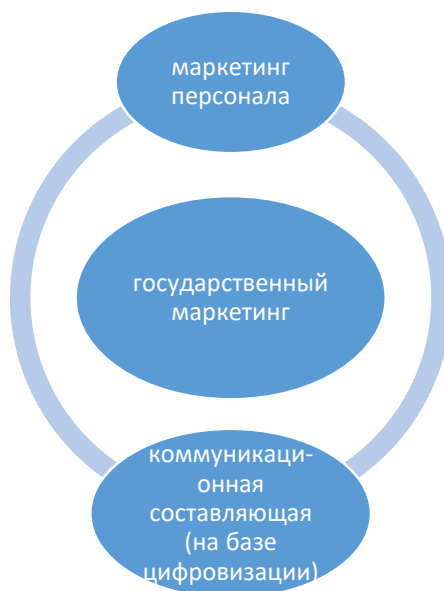 маркетинг
персонала
государственный
маркетинг
коммуникаци-
онная
составляющая
(на базе
цифровизации)